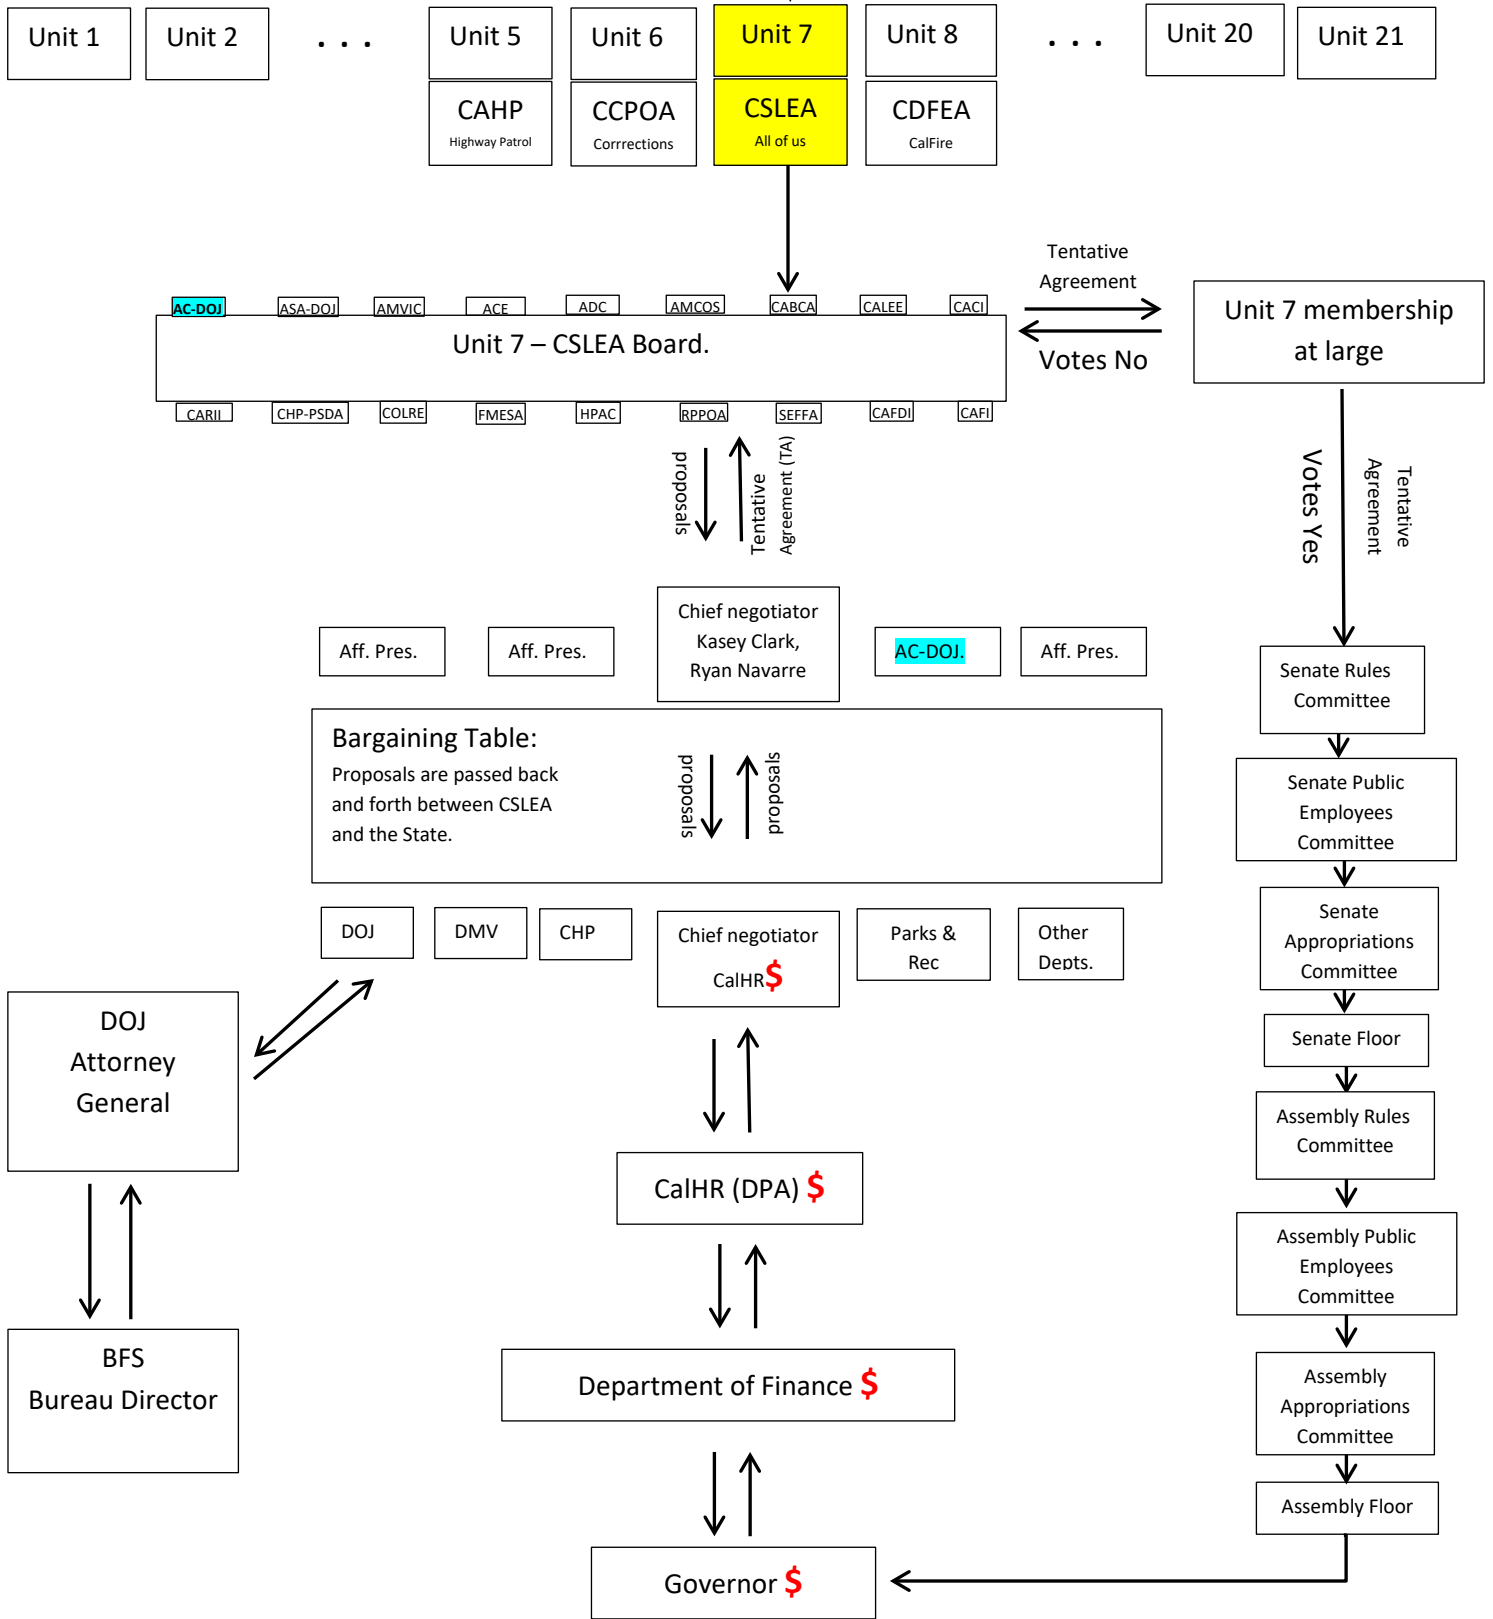 Unit 1
Unit 2
. . .
Unit 5
Unit 6
Unit 7
Unit 8
. . .
Unit 20
Unit 21
CAHP
Highway Patrol
CCPOA
Corrrections
CSLEA
All of us
CDFEA
CalFire
Tentative
Agreement
Votes No
Unit 7 membership
at large
AC-DOJ
ASA-DOJ
AMVIC
ACE
ADC
AMCOS
CABCA
CALEE
CACI
Unit 7 – CSLEA Board.
CARII
CHP-PSDA
COLRE
FMESA
HPAC
RPPOA
SEFFA
CAFDI
CAFI
proposals
Tentative
Agreement (TA)
Votes Yes
Tentative
Agreement
Aff. Pres.
Aff. Pres.
Chief negotiator
Kasey Clark,
Ryan Navarre
AC-DOJ.
Aff. Pres.
Bargaining Table:
Proposals are passed back
and forth between CSLEA
and the State.
proposals
proposals
DOJ
DMV
CHP
Chief negotiator
CalHR$
Parks &
Rec
Other
Depts.
DOJ
Attorney
General
BFS
Bureau Director
CalHR (DPA) $
Department of Finance $
Governor $
Senate Rules
Committee
Senate Public
Employees
Committee
Senate
Appropriations
Committee
Senate Floor
Assembly Rules
Committee
Assembly Public
Employees
Committee
Assembly
Appropriations
Committee
Assembly Floor